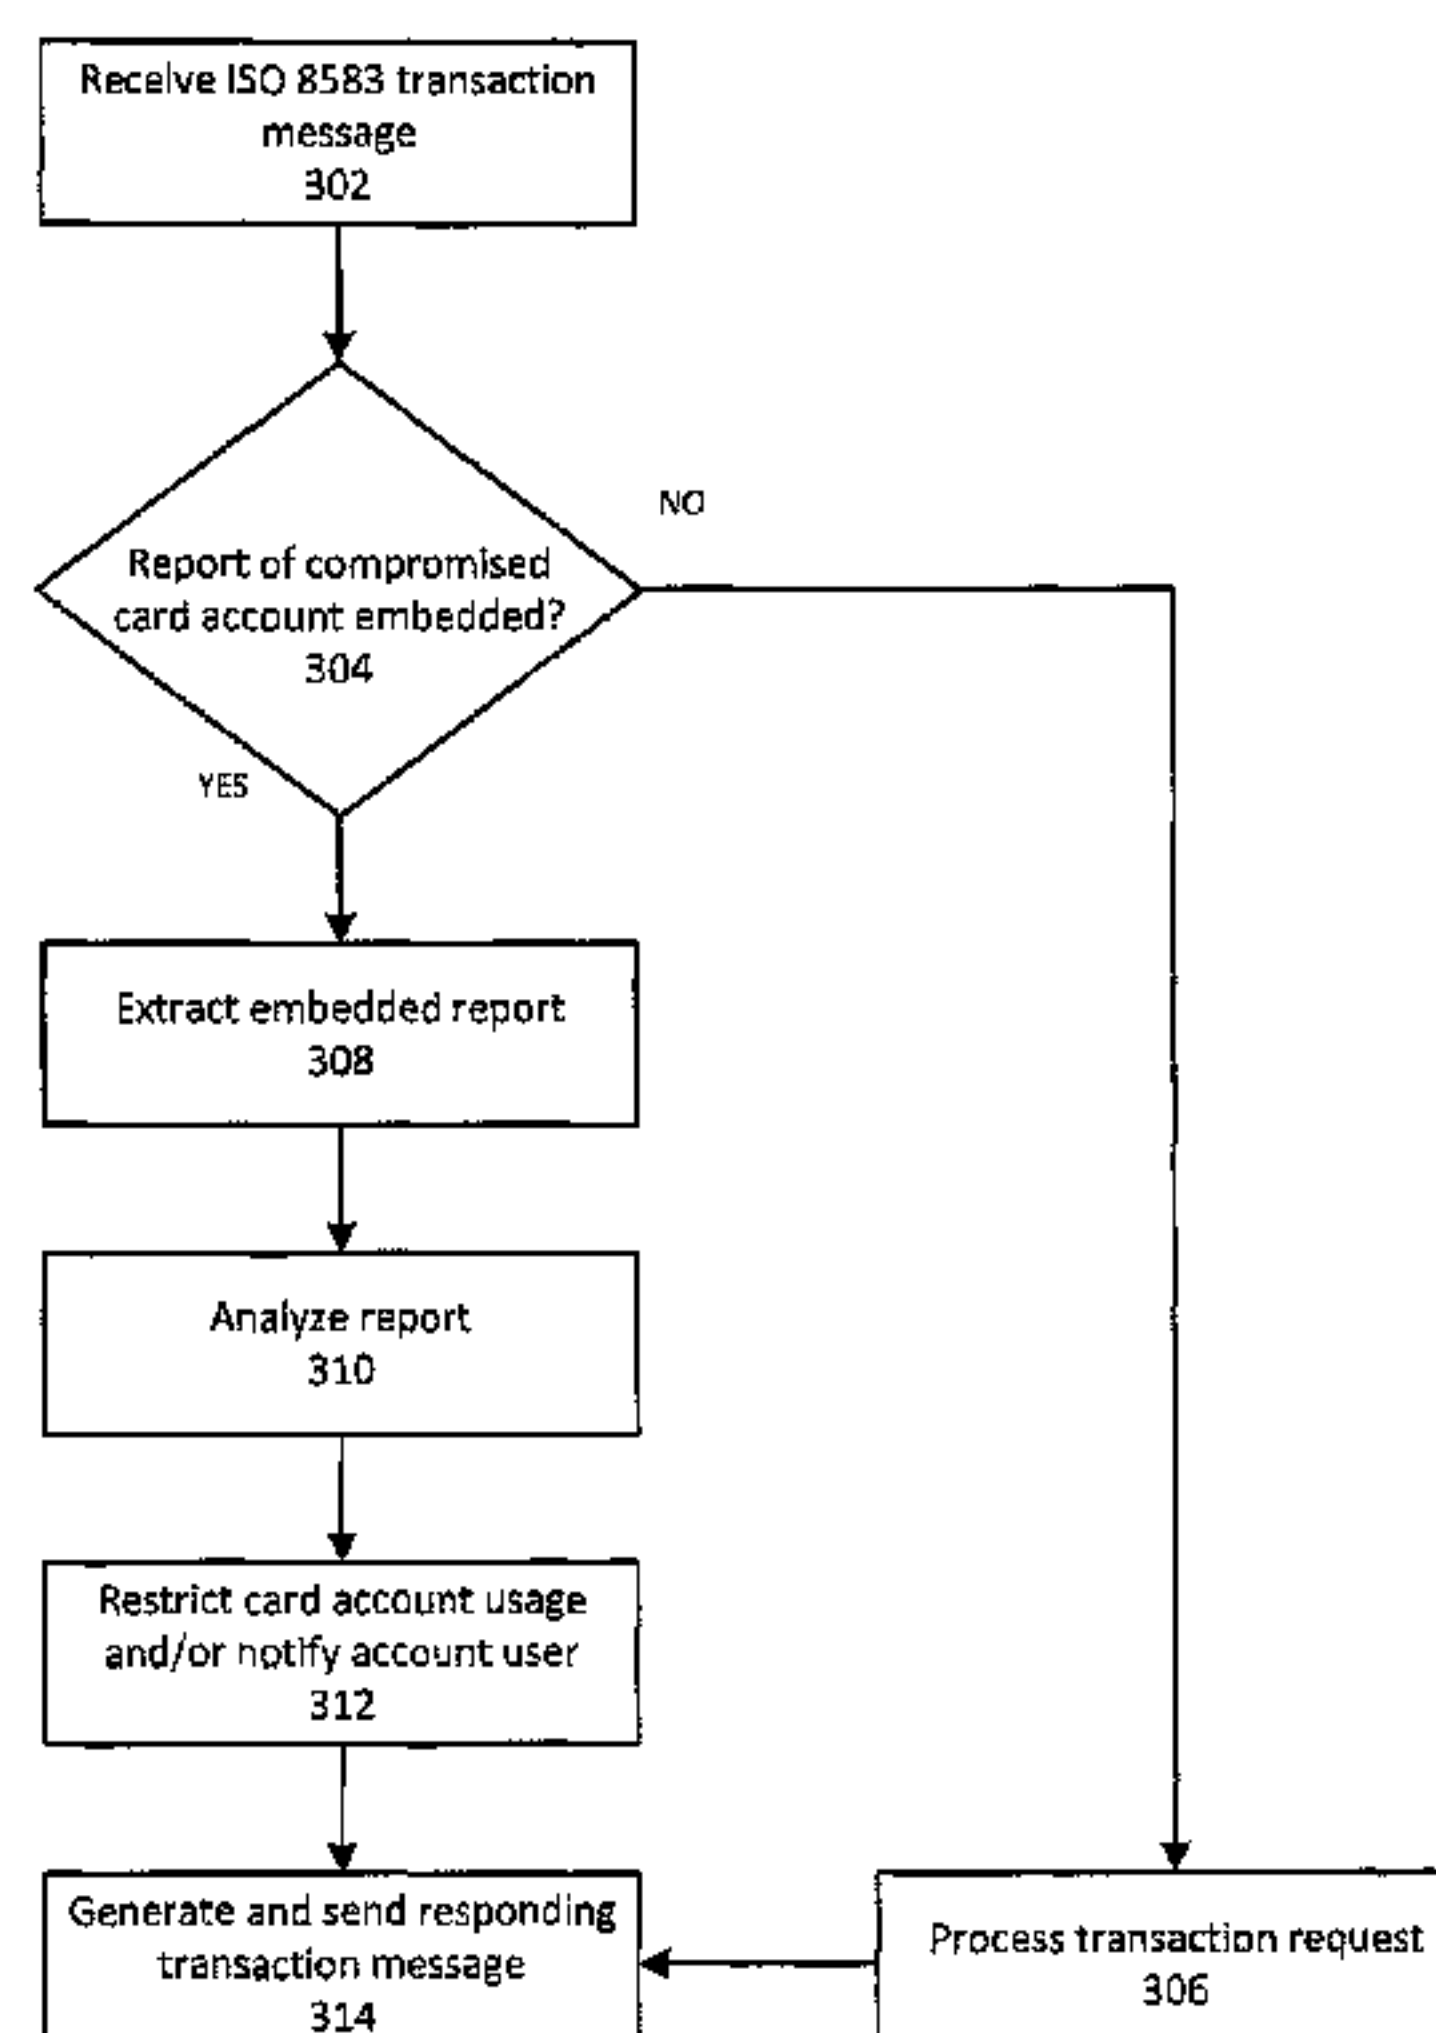 Receive ISO 8583 transaction
message
302
NO
Report of compromised
card account embedded?
304
YES
Extract embedded report
308
Analyze report
310
Restrict card account usage
and/or notify account user
312
Generate and send responding
transaction message
314
Process transaction request
306